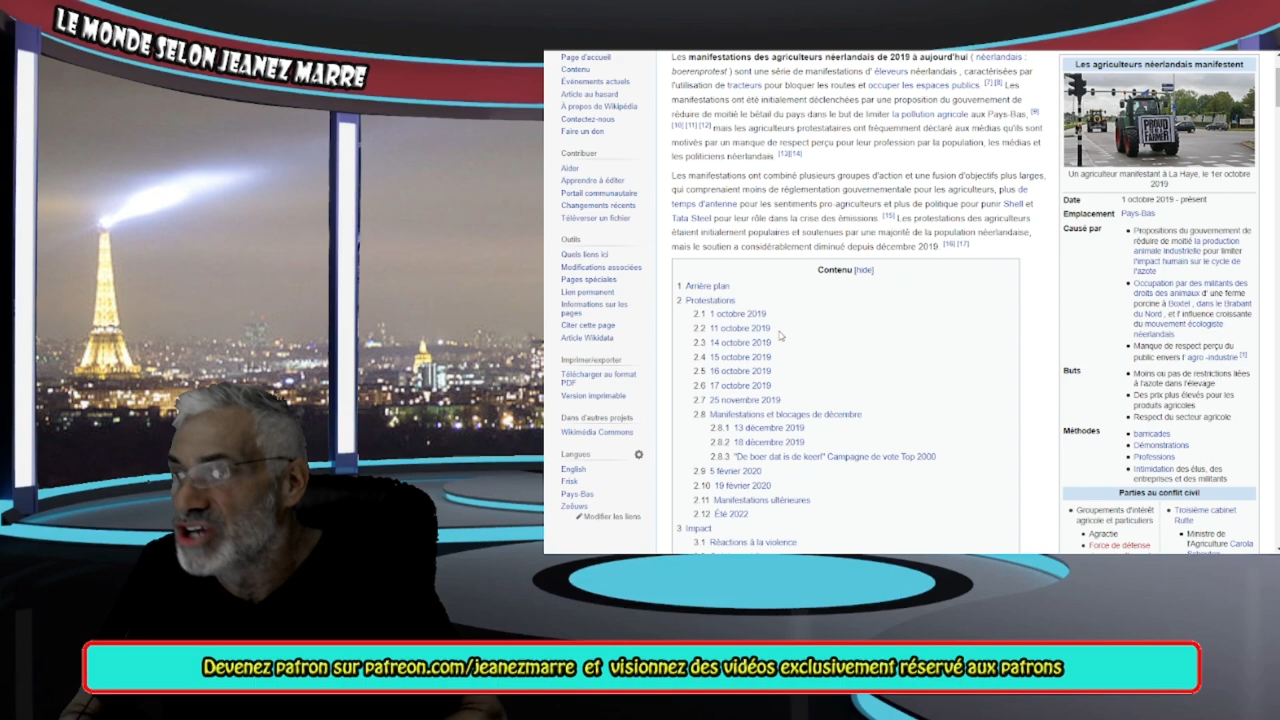 LE MONDE SELON JEANEZ MARRE
Page d'accueil
Contenu
Événements actuels
Article au hasard
À propos de Wikipédia
Contactez-nous
Faire un don
Contribuer
Aider
Apprendre à éditer
Portail communautaire
Changements récents
Téléverser un fichier
Outils
Quels liens ici
Modifications associées
Pages spéciales
Lien permanent
Informations sur les
pages
Citer cette page
Article Wikidata
Imprimer/exporter
Télécharger au format
PDF
Version imprimable
Dans d'autres projets
Wikimédia Commons
Langues
English
Frisk
Pays-Bas
Zeêuws
Modifier les liens
Les manifestations des agriculteurs néerlandais de 2019 à aujourd'hui ( néerlandais :
boerenprotest ) sont une série de manifestations d' éleveurs néerlandais , caractérisées par
l'utilisation de tracteurs pour bloquer les routes et occuper les espaces publics. [7] [8] Les
manifestations ont été initialement déclenchées par une proposition du gouvernement de
réduire de moitié le bétail du pays dans le but de limiter la pollution agricole aux Pays-Bas, [9]
[10] [11] [12] mais les agriculteurs protestataires ont fréquemment déclaré aux médias qu'ils sont
motivés par un manque de respect perçu pour leur profession par la population, les médias et
les politiciens néerlandais. [13][14]
Les manifestations ont combiné plusieurs groupes d'action et une fusion d'objectifs plus larges,
qui comprenaient moins de réglementation gouvernementale pour les agriculteurs, plus de
temps d'antenne pour les sentiments pro-agriculteurs et plus de politique pour punir Shell et
Tata Steel pour leur rôle dans la crise des émissions. [15] Les protestations des agriculteurs
étaient initialement populaires et soutenues par une majorité de la population néerlandaise,
mais le soutien a considérablement diminué depuis décembre 2019. [16] [17]
Contenu [hide]
1 Arrière plan
2 Protestations
2.1 1 octobre 2019
2.2 11 octobre 2019
2.3 14 octobre 2019
2.4 15 octobre 2019
2.5 16 octobre 2019
2.6 17 octobre 2019
2.7 25 novembre 2019
2.8 Manifestations et blocages de décembre
2.8.1 13 décembre 2019
2.8.2 18 décembre 2019
2.8.3 "De boer dat is de keerl" Campagne de vote Top 2000
2.9 5 février 2020
2.10 19 février 2020
2.11 Manifestations ultérieures
2.12 Été 2022
3 Impact
3.1 Réactions à la violence
Les agriculteurs néerlandais manifestent
PROUD
FARMER
Un agriculteur manifestant à La Haye, le 1er octobre
2019
Date 1 octobre 2019 - présent
Emplacement Pays-Bas
Causé par
Propositions du gouvernement de
réduire de moitié la production
animale industrielle pour limiter
l'impact humain sur le cycle de
l'azote
Occupation par des militants des
droits des animaux d' une ferme
porcine à Boxtel , dans le Brabant
du Nord , et l' influence croissante
du mouvement écologiste
néerlandais
Manque de respect perçu du
public envers l' agro -industrie
Buts
Moins ou pas de restrictions liées
à l'azote dans l'élevage
Des prix plus élevés pour les
produits agricoles
Respect du secteur agricole
Méthodes
barricades
Démonstrations
Professions
Intimidation des élus, des
entreprises et des militants
Parties au conflit civil
Groupements d'intérêt
agricole et particuliers
Agractie
Force de défense
Troisième cabinet
Rutte
Ministre de
l'Agriculture Carola
Devenez patron sur patreon.com/jeanezmarre et visionnez des vidéos exclusivement réservé aux patrons